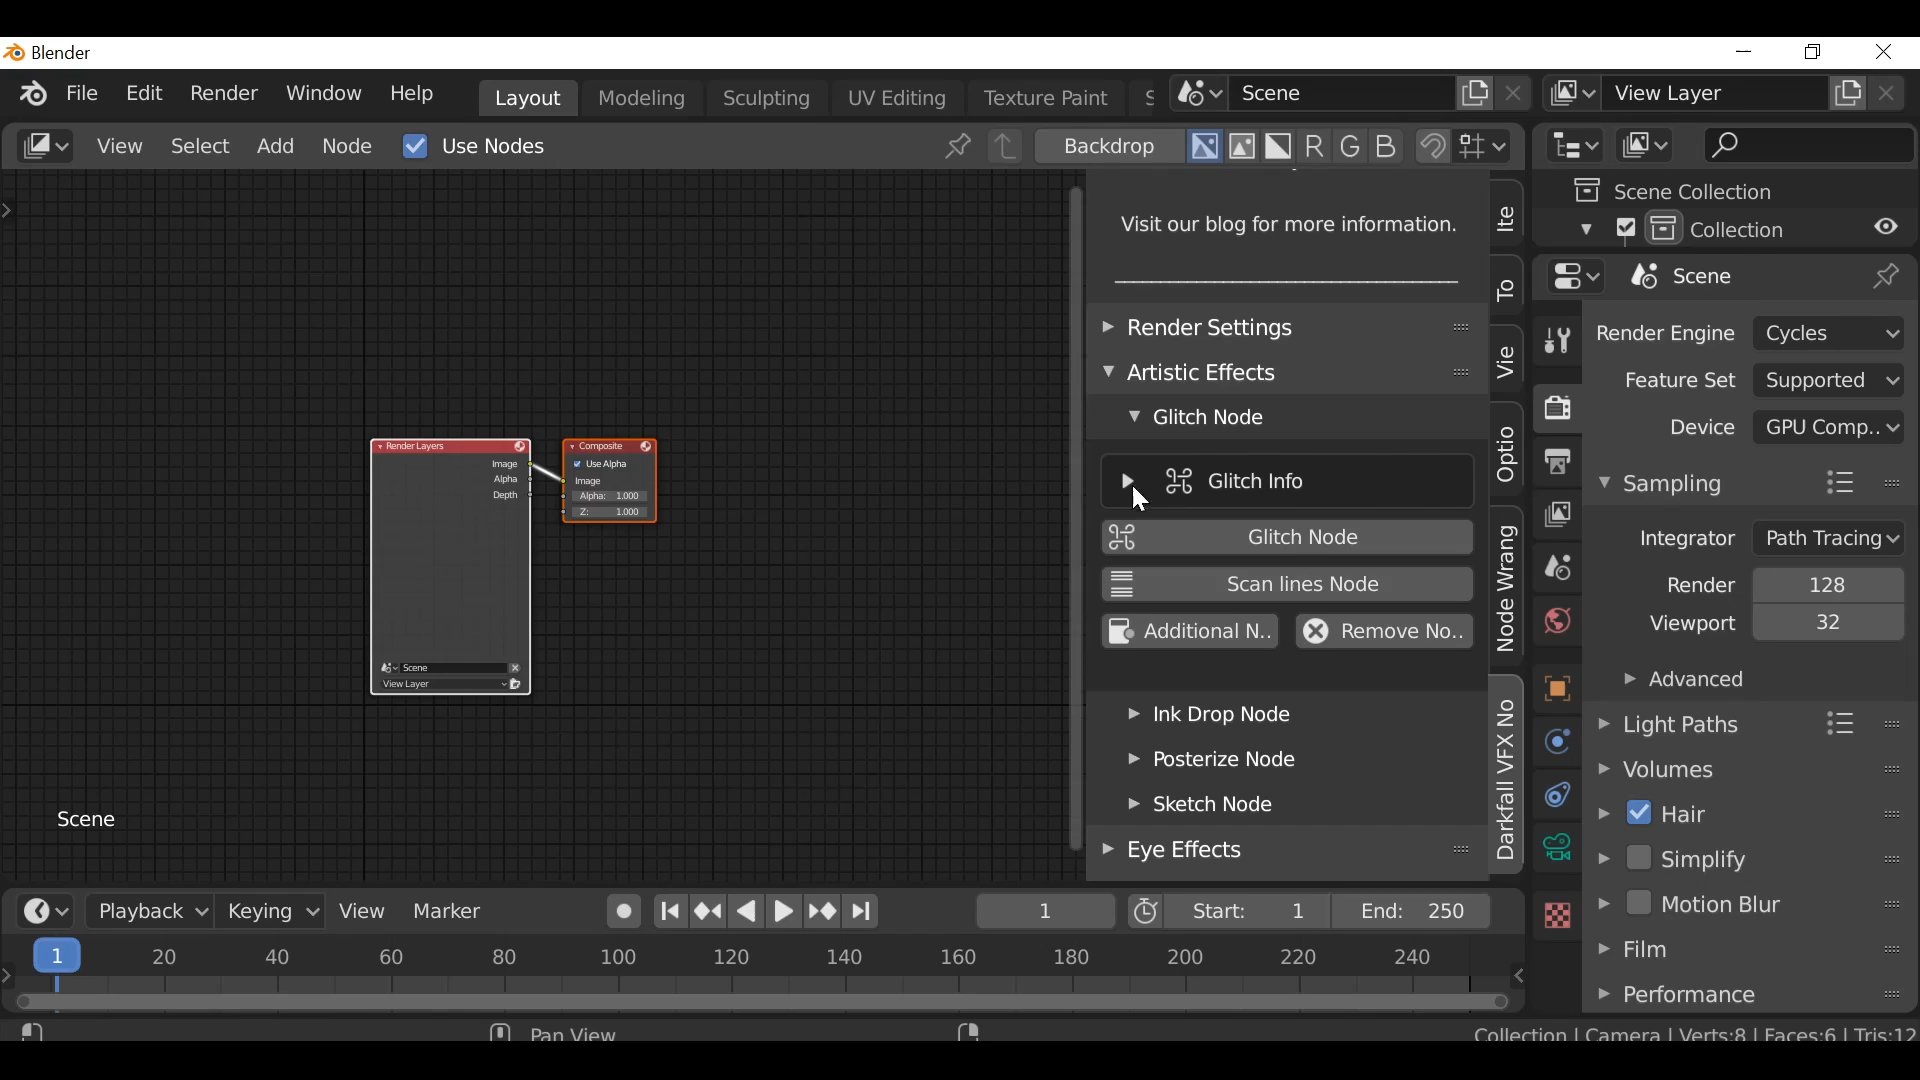 Blender
File Edit Render Window Help Layout Modeling Sculpting UV Editing Texture Paint S Scene View Layer
View Select Add Node Use Nodes Backdrop R G B
Scene Collection
Collection
Visit our blog for more information.
Render Settings
Artistic Effects
Glitch Node
Glitch Info
Glitch Node
Scan lines Node
Additional N.. Remove No..
Ink Drop Node
Posterize Node
Sketch Node
Eye Effects
Ite
To
Vie
Optio
Node Wrang
Darkfall VFX No
Render Layers
Image
Alpha
Depth
Scene
View Layer
Composite
Use Alpha
Image
Alpha: 1.000
Z: 1.000
Scene
Scene
Render Engine Cycles
Feature Set Supported
Device GPU Comp..
Sampling
Integrator Path Tracing
Render 128
Viewport 32
Advanced
Light Paths
Volumes
Hair
Simplify
Motion Blur
Film
Performance
Playback Keying View Marker 1 Start: 1 End: 250
1 20 40 60 80 100 120 140 160 180 200 220 240
Pan View
Collection | Camera | Verts:8 | Faces:6 | Tris:12